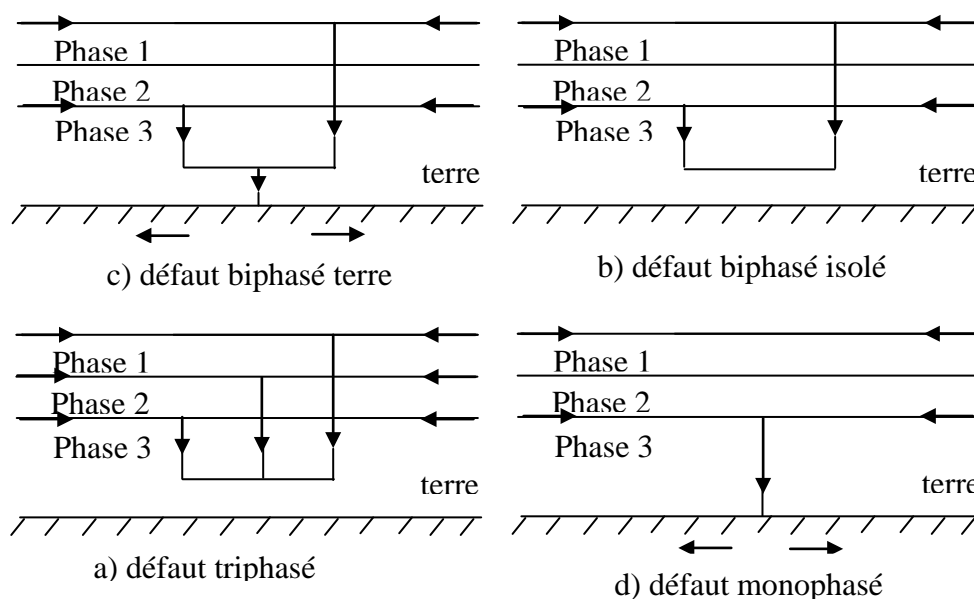 Phase 1
Phase 2
Phase 3
terre
c) défaut biphasé terre
Phase 1
Phase 2
Phase 3
terre
b) défaut biphasé isolé
Phase 1
Phase 2
Phase 3
terre
a) défaut triphasé
Phase 1
Phase 2
Phase 3
terre
d) défaut monophasé